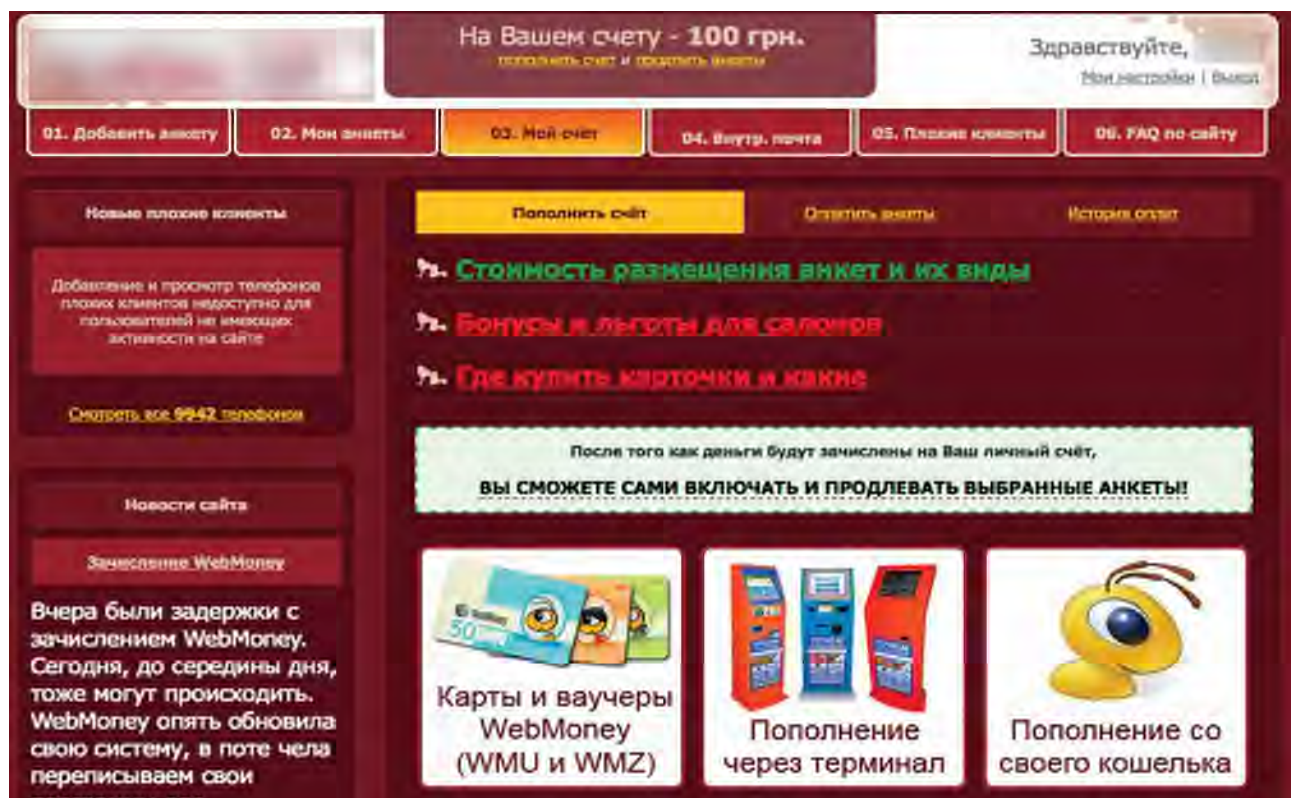 На Вашем счету - 100 грн.
пополнить счет и продлить анкеты
Здравствуйте,
Мои настройки | Выход
01. Добавить анкету
02. Мои анкеты
03. Мой счёт
04. Внутр. почта
05. Плохие клиенты
06. FAQ по сайту
Новые плохие клиенты
Добавление и просмотр телефонов
плохих клиентов недоступно для
пользователей не имеющих
активности на сайте
Смотреть все 9942 телефонов
Новости сайта
Зачисление WebMoney
Вчера были задержки с
зачислением WebMoney.
Сегодня, до середины дня,
тоже могут происходить.
WebMoney опять обновила
свою систему, в поте чела
переписываем свои
Пополнить счёт
Оплатить анкеты
История оплат
Стоимость размещения анкет и их виды
Бонусы и льготы для салонов
Где купить карточки и какие
После того как деньги будут зачислены на Ваш личный счёт,
ВЫ СМОЖЕТЕ САМИ ВКЛЮЧАТЬ И ПРОДЛЕВАТЬ ВЫБРАННЫЕ АНКЕТЫ!
50
Карты и ваучеры
WebMoney
(WMU и WMZ)
Пополнение
через терминал
Пополнение со
своего кошелька